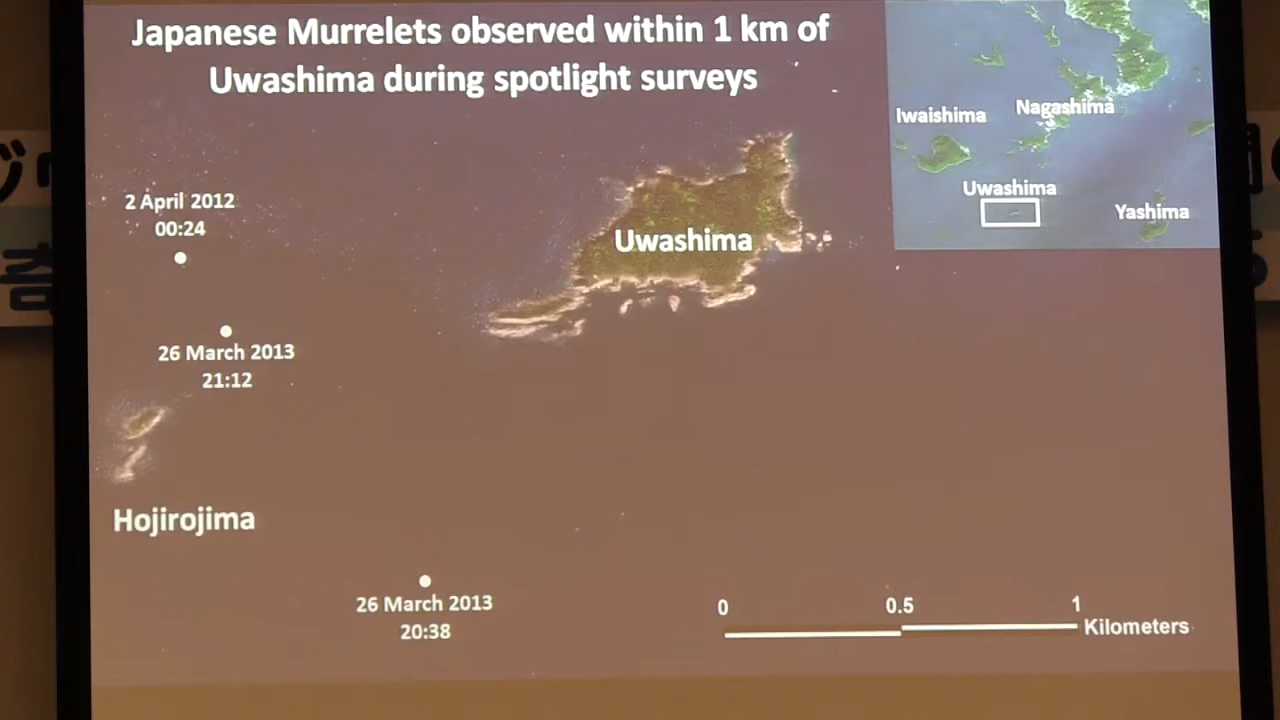 Japanese Murrelets observed within 1 km of
Uwashima during spotlight surveys
Iwaishima
Nagashima
Uwashima
Yashima
2 April 2012
00:24
Uwashima
26 March 2013
21:12
Hojirojima
26 March 2013
20:38
0 0.5 1
Kilometers